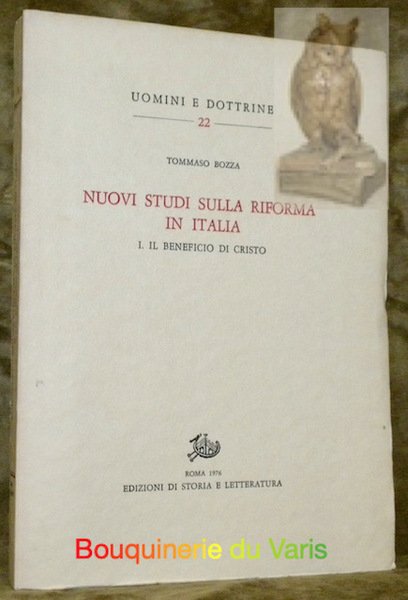 UOMINI E DOTTRINE
22
TOMMASO BOZZA
NUOVI STUDI SULLA RIFORMA
IN ITALIA
I. IL BENEFICIO DI CRISTO
ROMA 1976
EDIZIONI DI STORIA E LETTERATURA
Bouquinerie du Varis